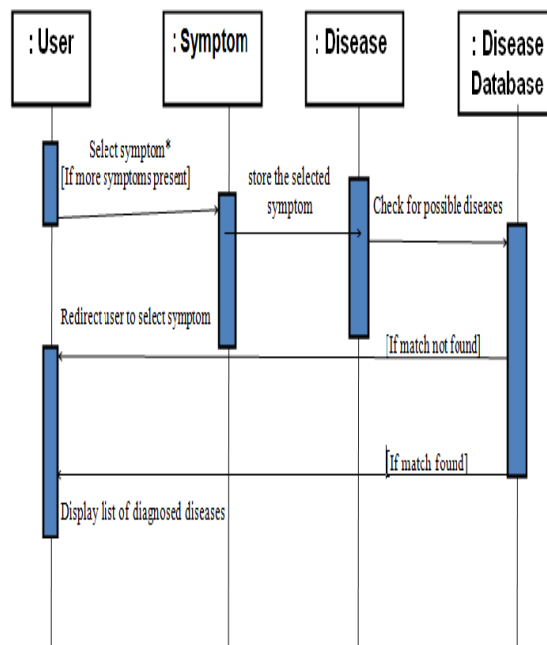 : User
: Symptom
: Disease
: Disease
Database
Select symptom*
[If more symptoms present]
store the selected
symptom
Check for possible diseases
Redirect user to select symptom
[If match not found]
[If match found]
Display list of diagnosed diseases